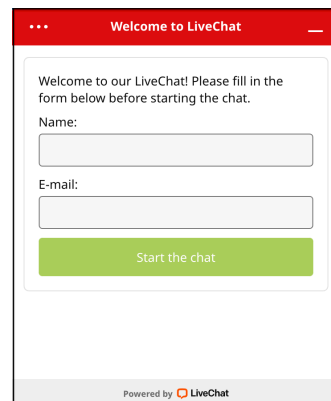 Welcome to LiveChat
Welcome to our LiveChat! Please fill in the
form below before starting the chat.
Name:
E-mail:
Start the chat
Powered by LiveChat